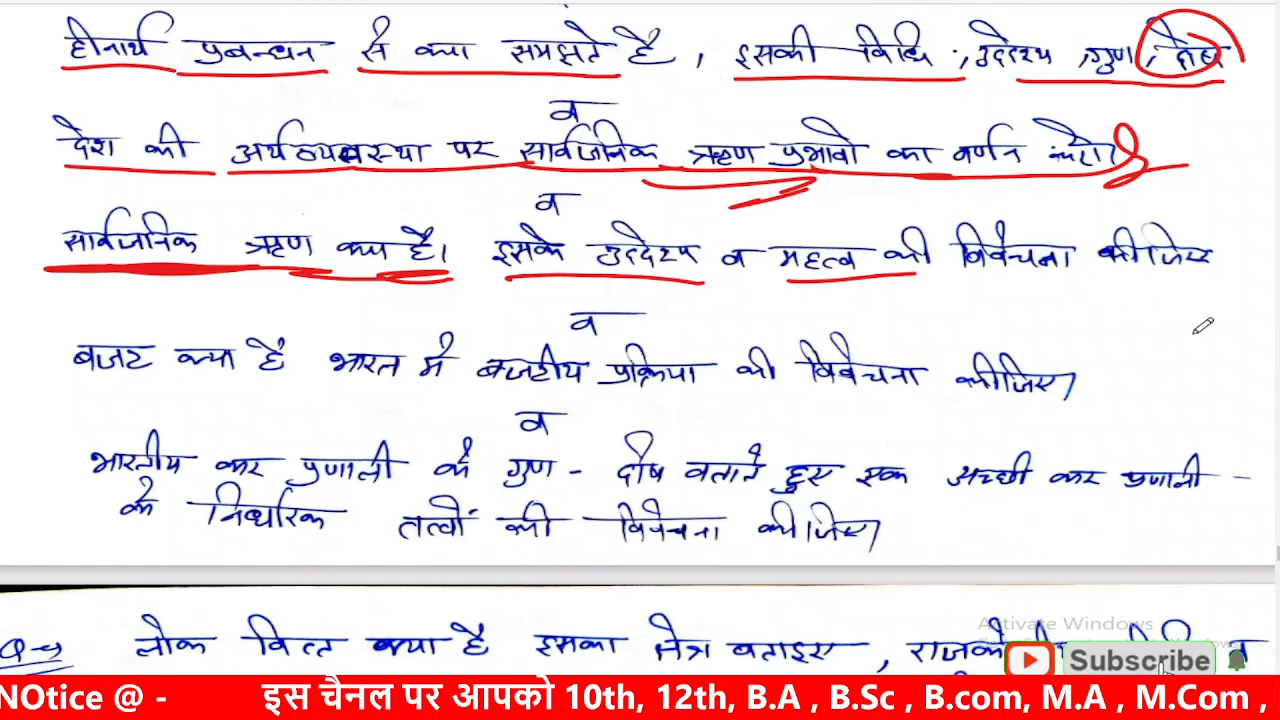 हीनार्थ प्रबन्धन से क्या समझते है, इसकी विधि, उद्देश्य, गुण, दोष
व
देश की अर्थव्यवस्था पर सार्वजनिक ऋण प्रभावो का वर्णन करो।
व
सार्वजनिक ऋण क्या है। इसके उद्देश्य व महत्व की विवेचना कीजिए
व
बजट क्या है भारत में बजटीय प्रक्रिया की विवेचना कीजिए।
व
भारतीय कर प्रणाली के गुण - दोष बताते हुए एक अच्छी कर प्रणाली -
के निर्धारक तत्वों की विवेचना कीजिए।
Activate Windows
लोक वित्त क्या है इसका क्षेत्र बताइए, व
Subscribe
NOtice @ - इस चैनल पर आपको 10th, 12th, B.A , B.Sc , B.com, M.A , M.Com ,